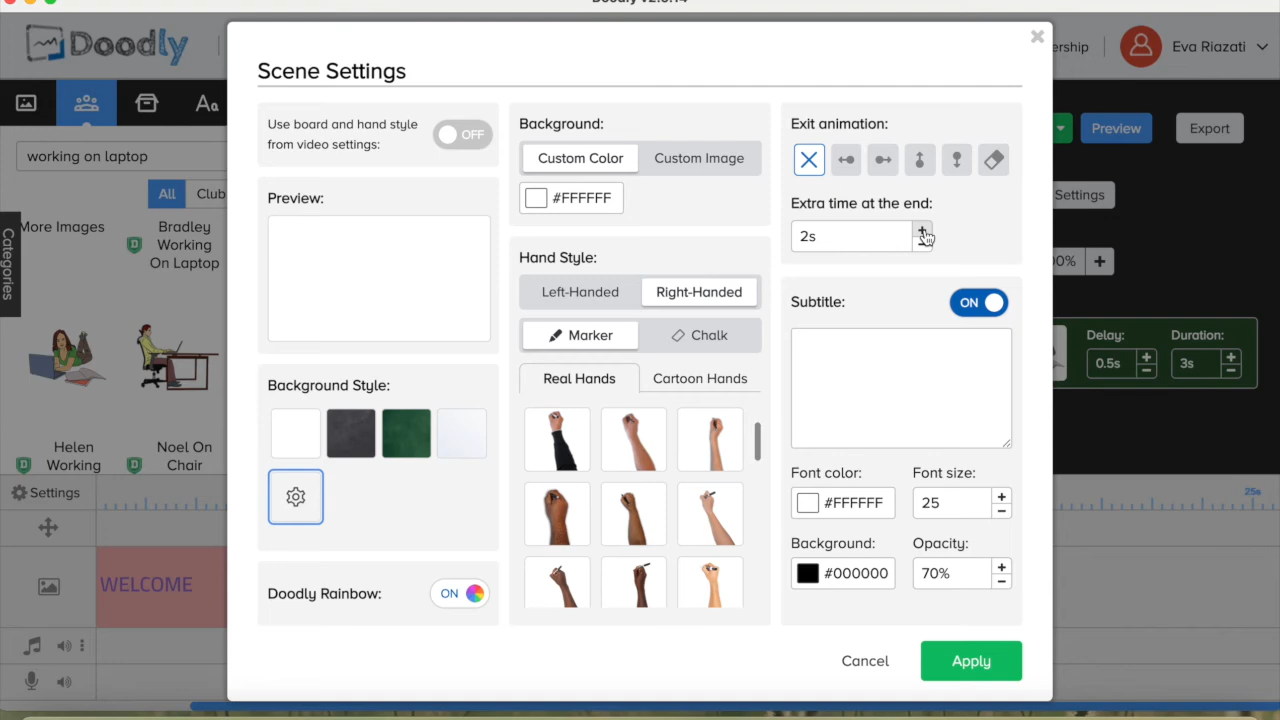 Doodly
ership
Eva Riazati
Scene Settings
Use board and hand style
from video settings:
OFF
Preview:
Background Style:
Doodly Rainbow:
ON
Background:
Custom Color
Custom Image
#FFFFFF
Hand Style:
Left-Handed
Right-Handed
Marker
Chalk
Real Hands
Cartoon Hands
Exit animation:
Extra time at the end:
2s
Subtitle:
ON
Font color:
#FFFFFF
Font size:
25
Background:
#000000
Opacity:
70%
Cancel
Apply
Aa
working on laptop
All
Club
Categories
More Images
Bradley
Working
On Laptop
Helen
Working
Noel On
Chair
Preview
Export
Settings
00%
Delay:
0.5s
Duration:
3s
Settings
25s
WELCOME